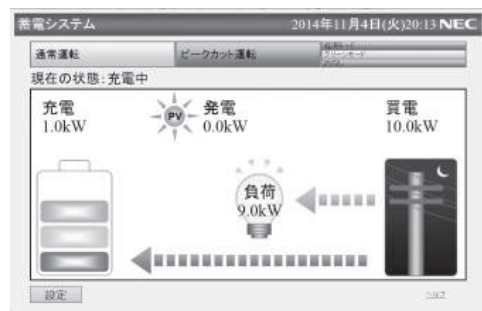 蓄電システム 2014年11月4日(火)20:13 NEC
通常運転 ピークカット運転
現在の状態:充電中
充電 PV 発電 買電
1.0kW 0.0kW 10.0kW
負荷
9.0kW
設定 ヘルプ